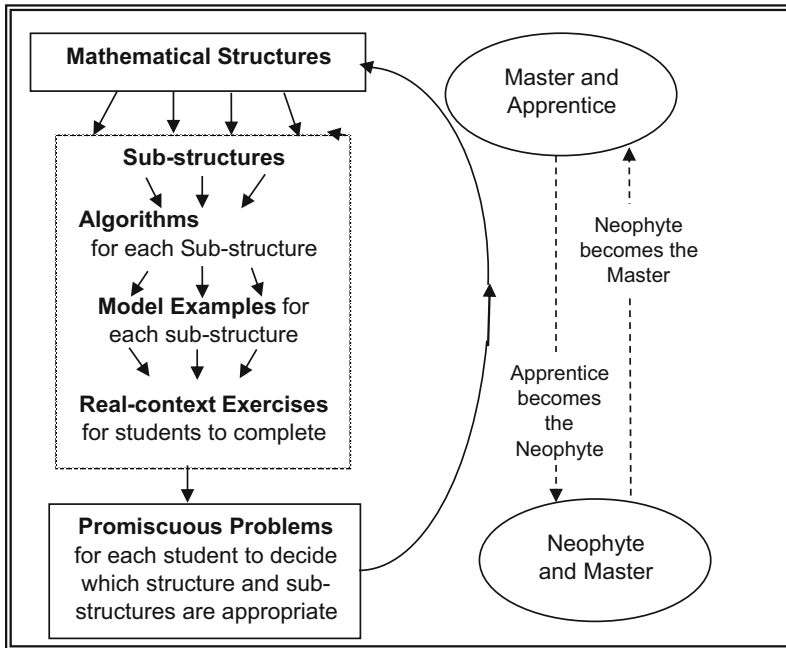 Mathematical Structures
Sub-structures
Algorithms
for each Sub-structure
Model Examples for
each sub-structure
Real-context Exercises
for students to complete
Promiscuous Problems
for each student to decide
which structure and sub-
structures are appropriate
Master and
Apprentice
Neophyte
becomes the
Master
Apprentice
becomes
the
Neophyte
Neophyte
and Master